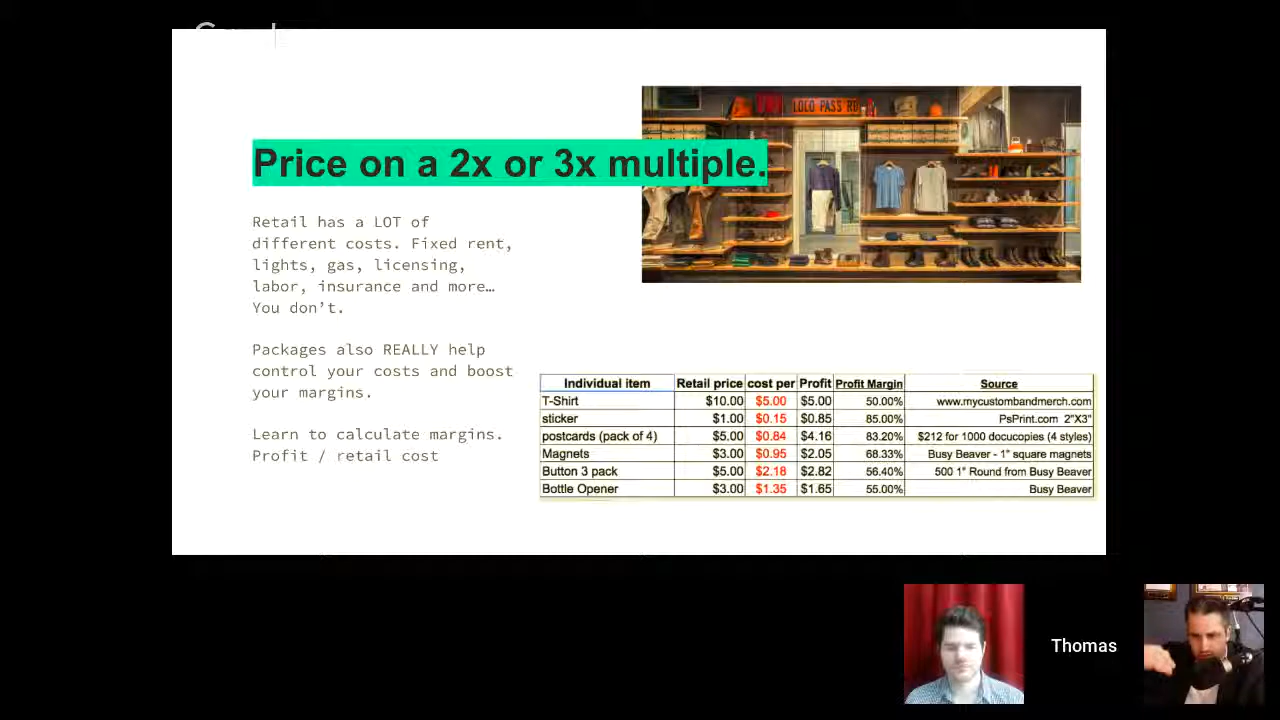 LOLO PASS RD
Price on a 2x or 3x multiple.
Retail has a LOT of
different costs. Fixed rent,
lights, gas, licensing,
labor, insurance and more…
You don’t.
Packages also REALLY help
control your costs and boost
your margins.
Learn to calculate margins.
Profit / retail cost
Individual item Retail price cost per Profit Profit Margin Source
T-Shirt $10.00 $5.00 $5.00 50.00% www.mycustombandmerch.com
sticker $1.00 $0.15 $0.85 85.00% PsPrint.com 2"X3"
postcards (pack of 4) $5.00 $0.84 $4.16 83.20% $212 for 1000 docucopies (4 styles)
Magnets $3.00 $0.95 $2.05 68.33% Busy Beaver - 1" square magnets
Button 3 pack $5.00 $2.18 $2.82 56.40% 500 1" Round from Busy Beaver
Bottle Opener $3.00 $1.35 $1.65 55.00% Busy Beaver
Thomas